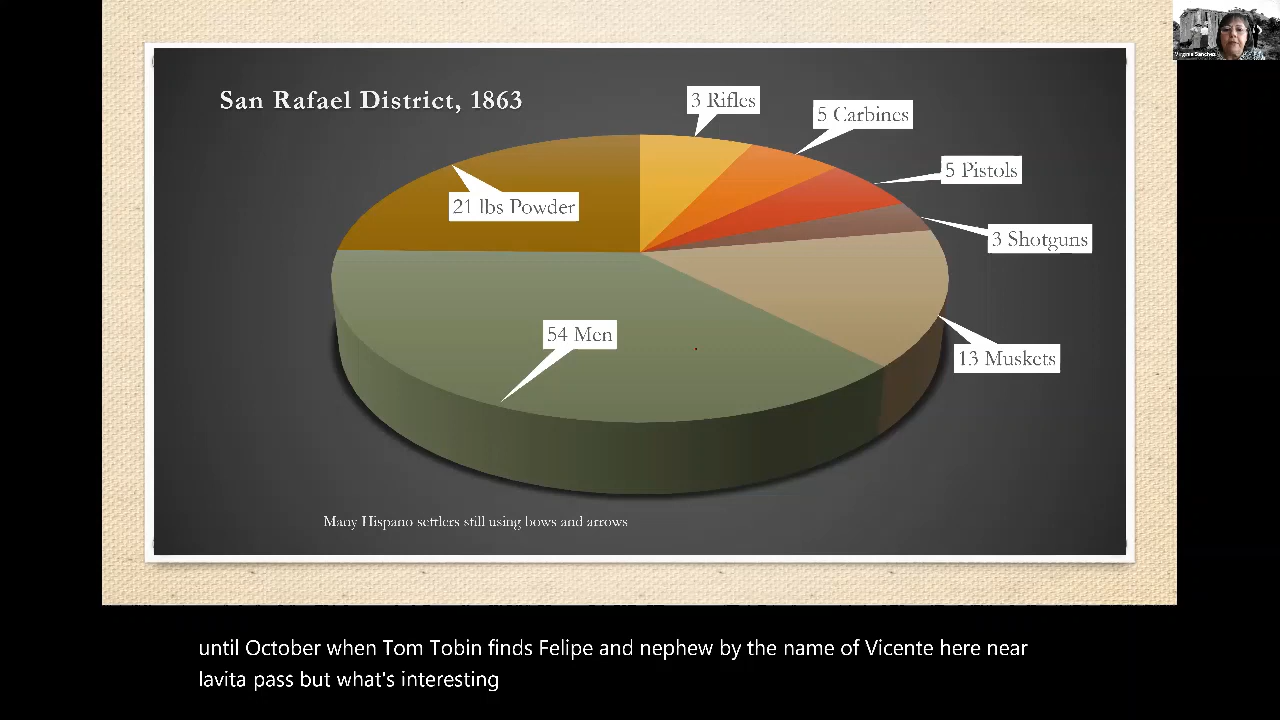 Virginia Sanchez
San Rafael District, 1863
3 Rifles
5 Carbines
5 Pistols
21 lbs Powder
3 Shotguns
54 Men
13 Muskets
Many Hispano settlers still using bows and arrows
until October when Tom Tobin finds Felipe and nephew by the name of Vicente here near
lavita pass but what's interesting